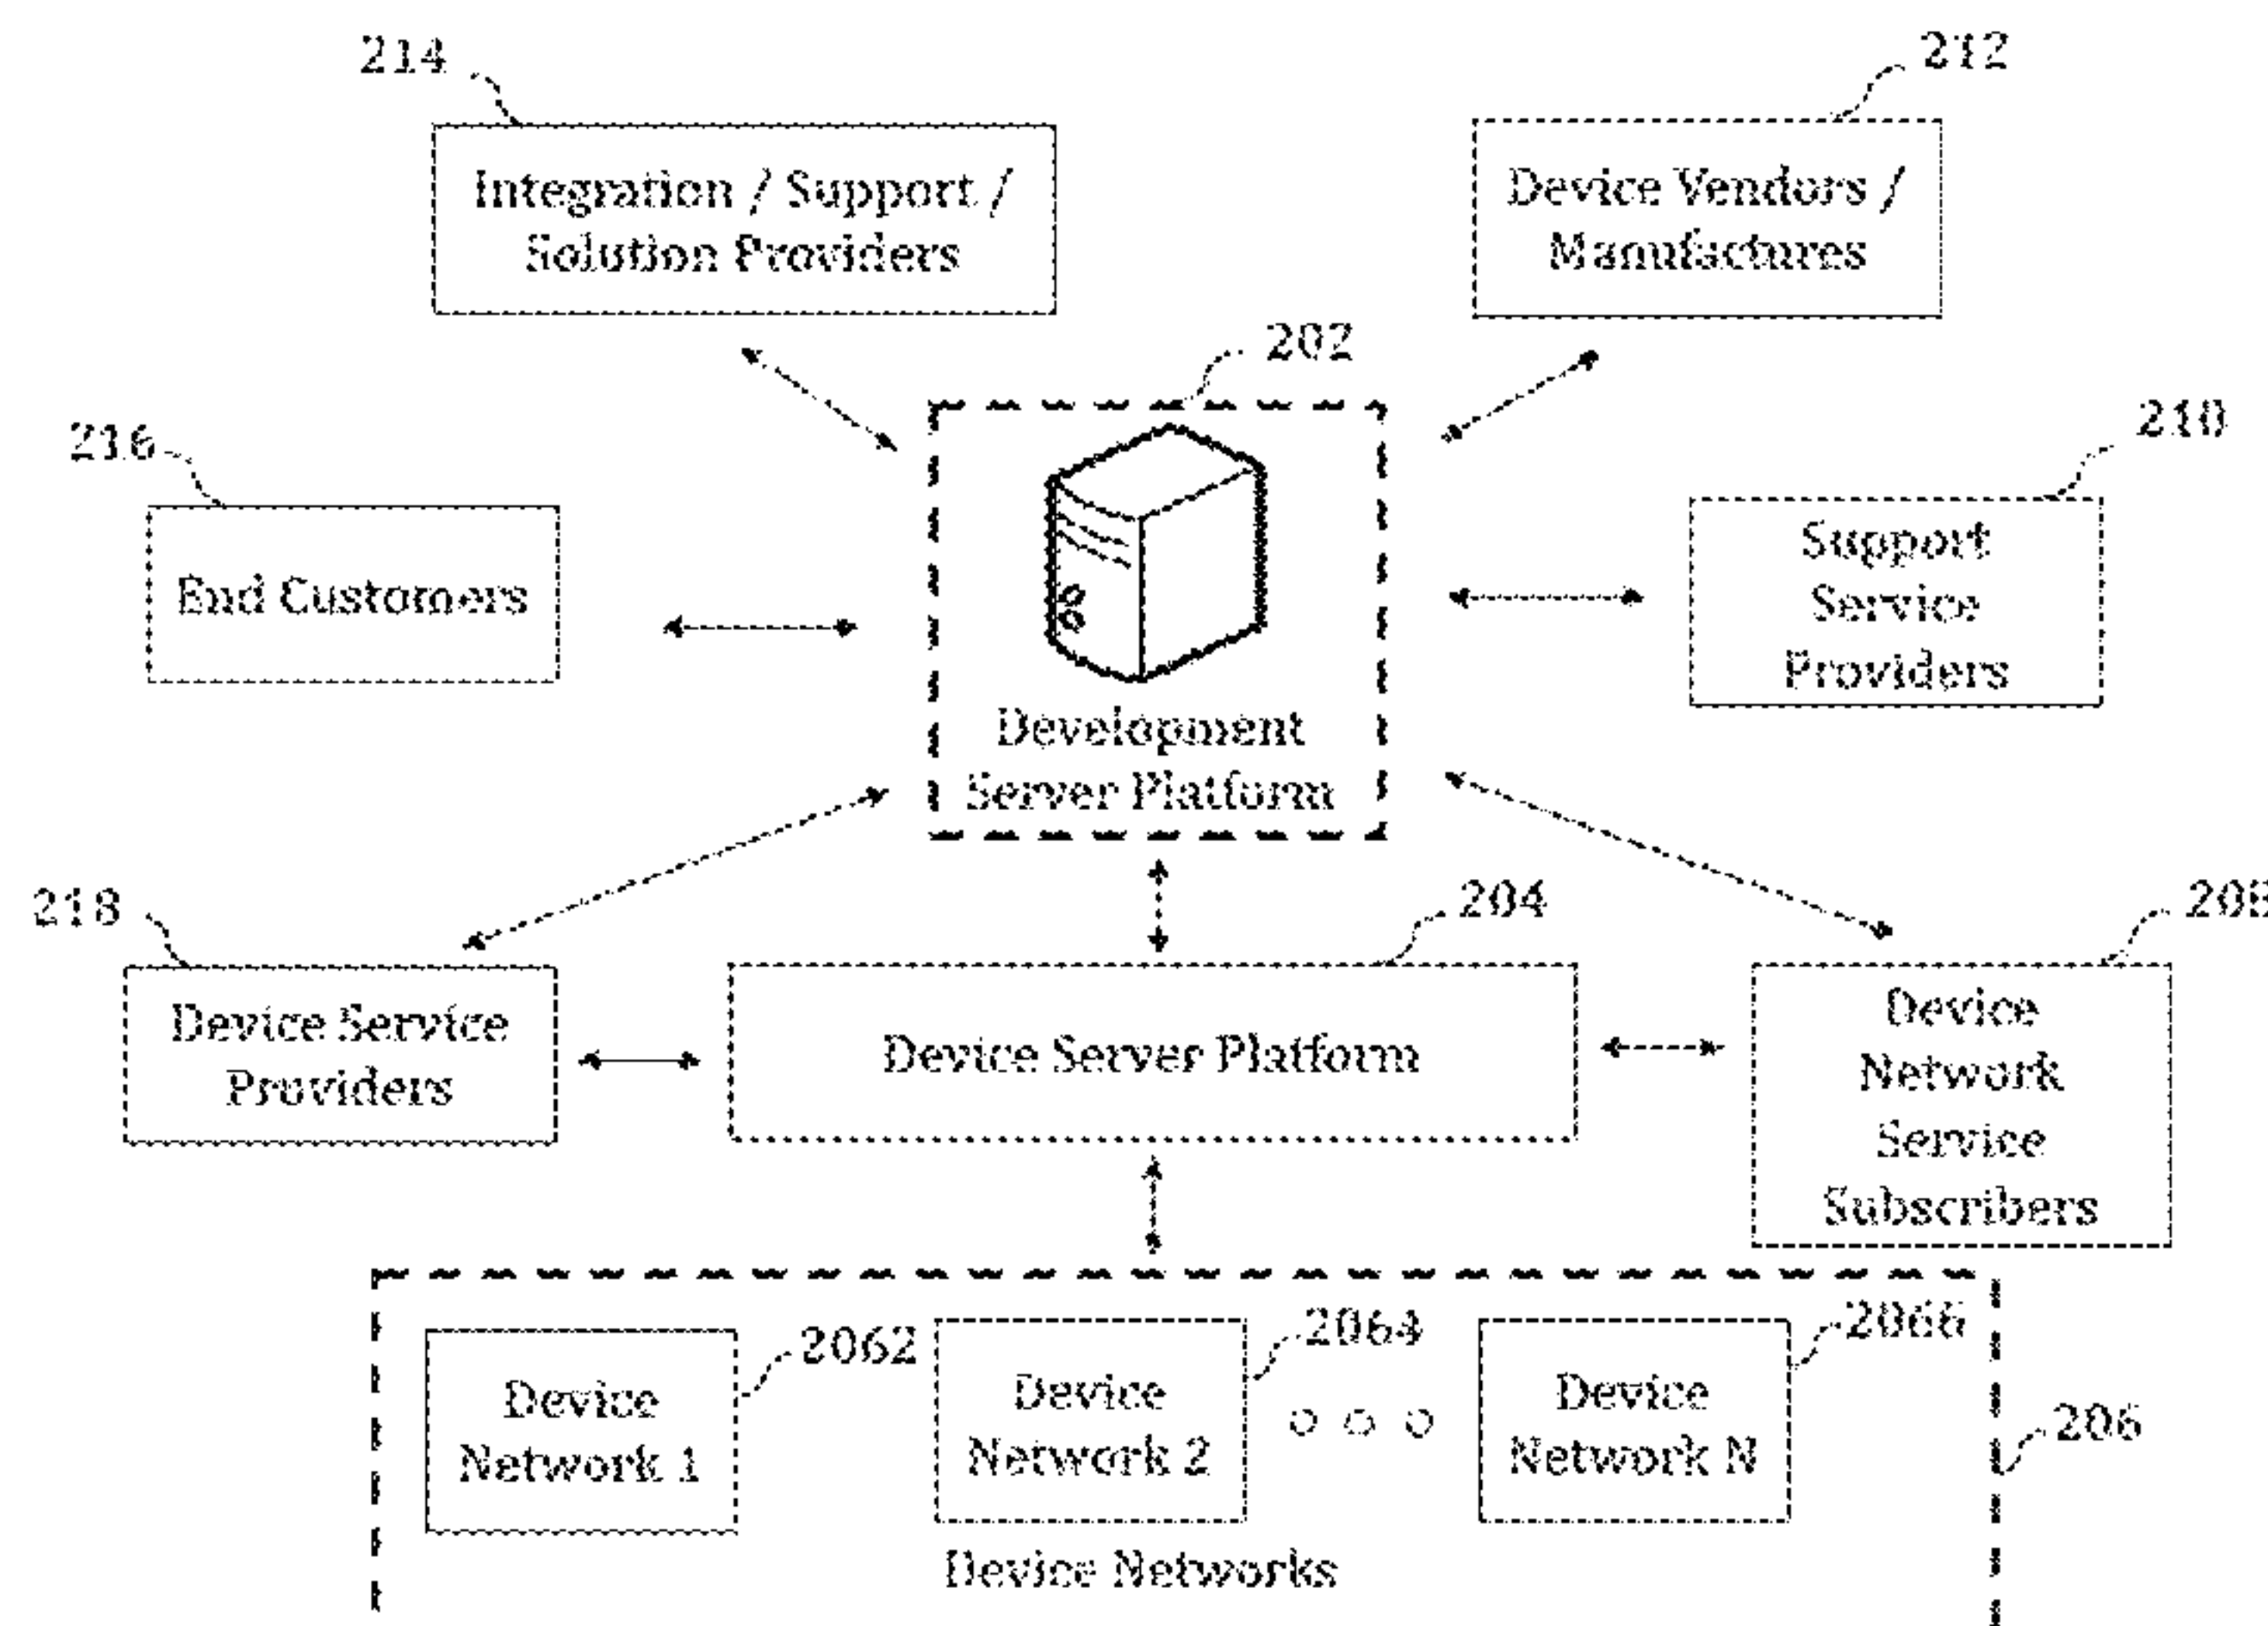 214
212
Integration / Support /
Solution Providers
Device Vendors /
Manufactures
202
216
210
End Customers
Support
Service
Providers
Development
Server Platform
218
204
208
Device Service
Providers
Device Server Platform
Device
Network
Service
Subscribers
2062
2064
2066
Device
Network 1
Device
Network 2
Device
Network N
206
Device Networks